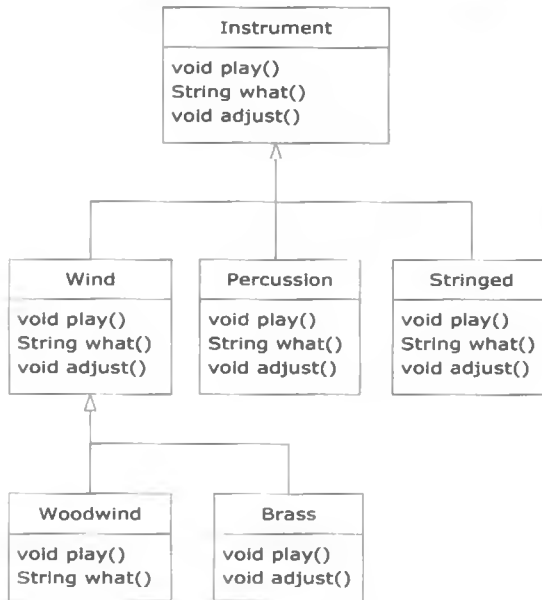 Instrument
void play()
String what()
void adjust()
Wind
void play()
String what()
void adjust()
Percussion
void play()
String what()
void adjust()
Stringed
void play()
String what()
void adjust()
Woodwind
void play()
String what()
Brass
void play()
void adjust()